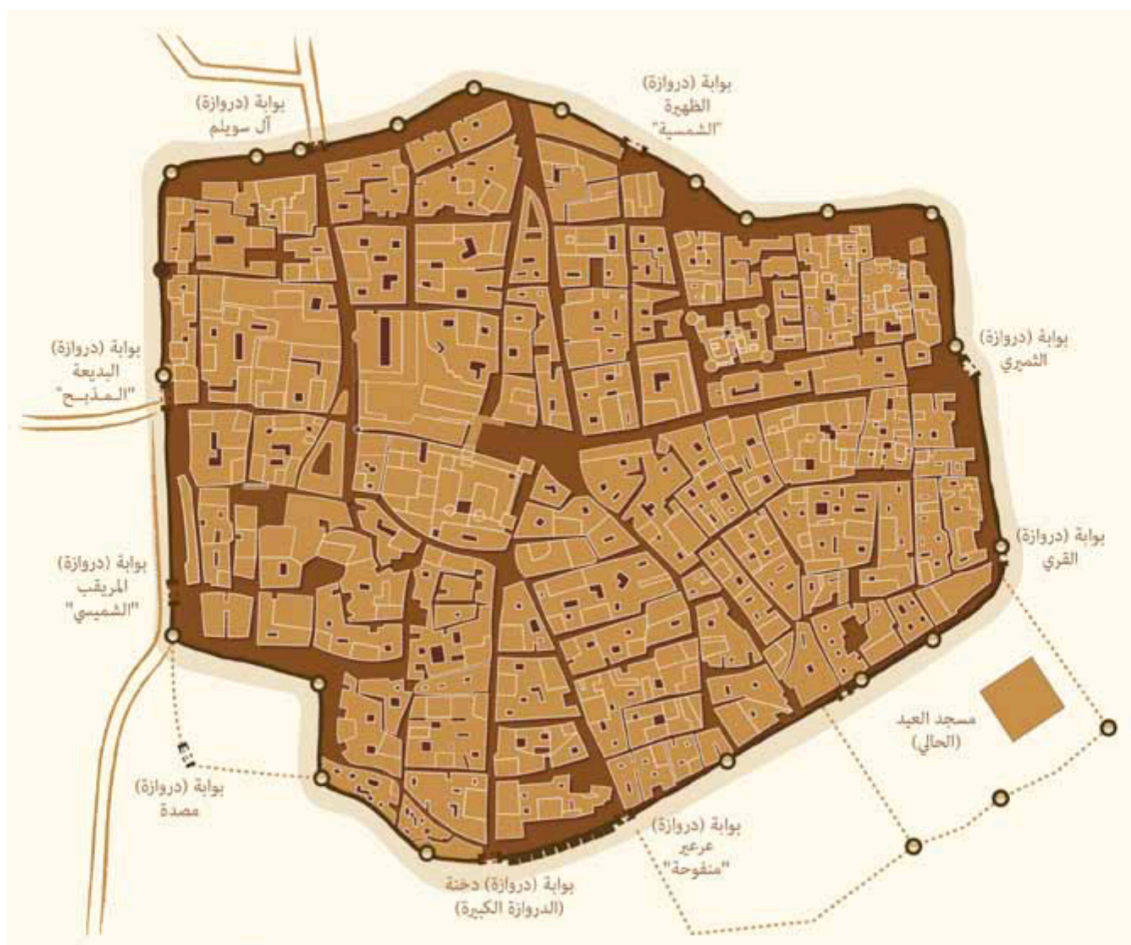 بوابة (دروازة)
الظهيرة
"الشمسية"
بوابة (دروازة)
آل سويلم
بوابة (دروازة)
الثميري
بوابة (دروازة)
البديعة
"المذبح"
بوابة (دروازة)
القري
بوابة (دروازة)
المريقب
"الشميسي"
مسجد العيد
(الحالي)
بوابة (دروازة)
مصدة
بوابة (دروازة)
عرعير
"منفوحة"
بوابة (دروازة) دخنة
(الدروازة الكبيرة)